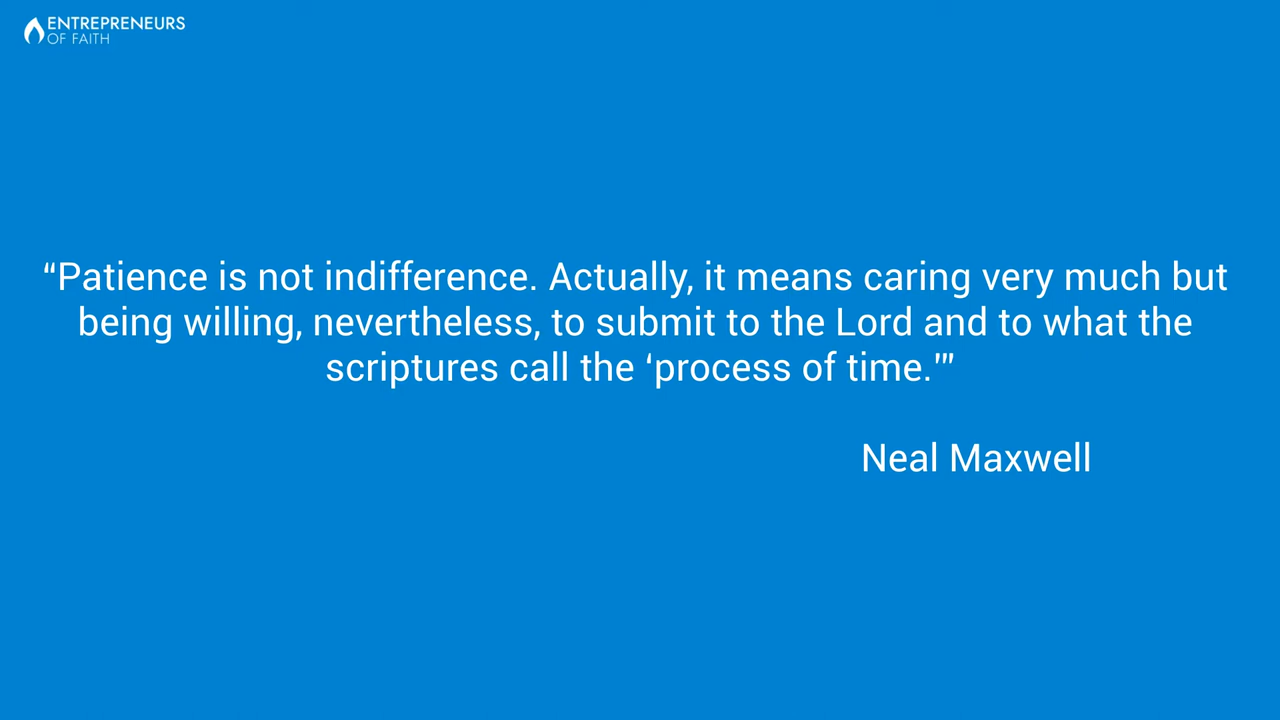 ENTREPRENEURS
OF FAITH
“Patience is not indifference. Actually, it means caring very much but
being willing, nevertheless, to submit to the Lord and to what the
scriptures call the ‘process of time.’”
Neal Maxwell